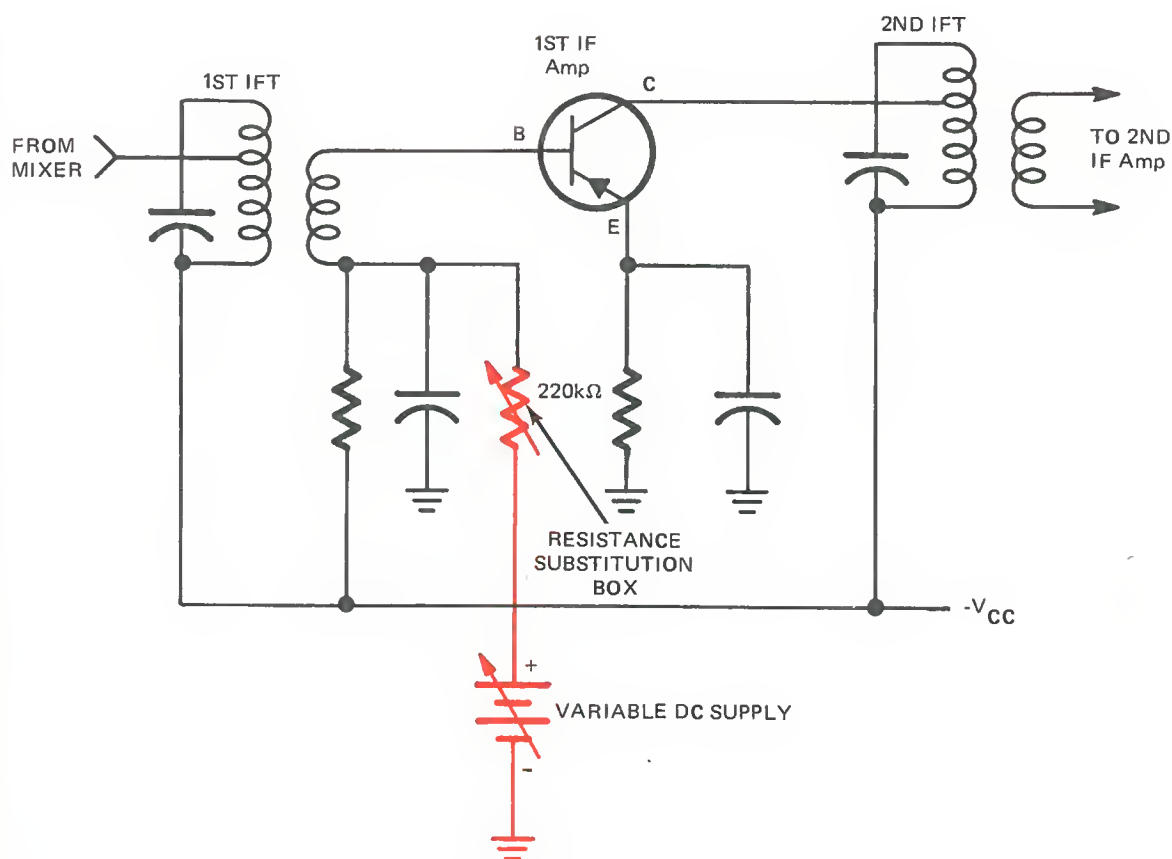 2ND IFT
1ST IF
Amp
1ST IFT
C
B
FROM
MIXER
TO 2ND
IF Amp
E
220kΩ
RESISTANCE
SUBSTITUTION
BOX
-VCC
+
VARIABLE DC SUPPLY
-